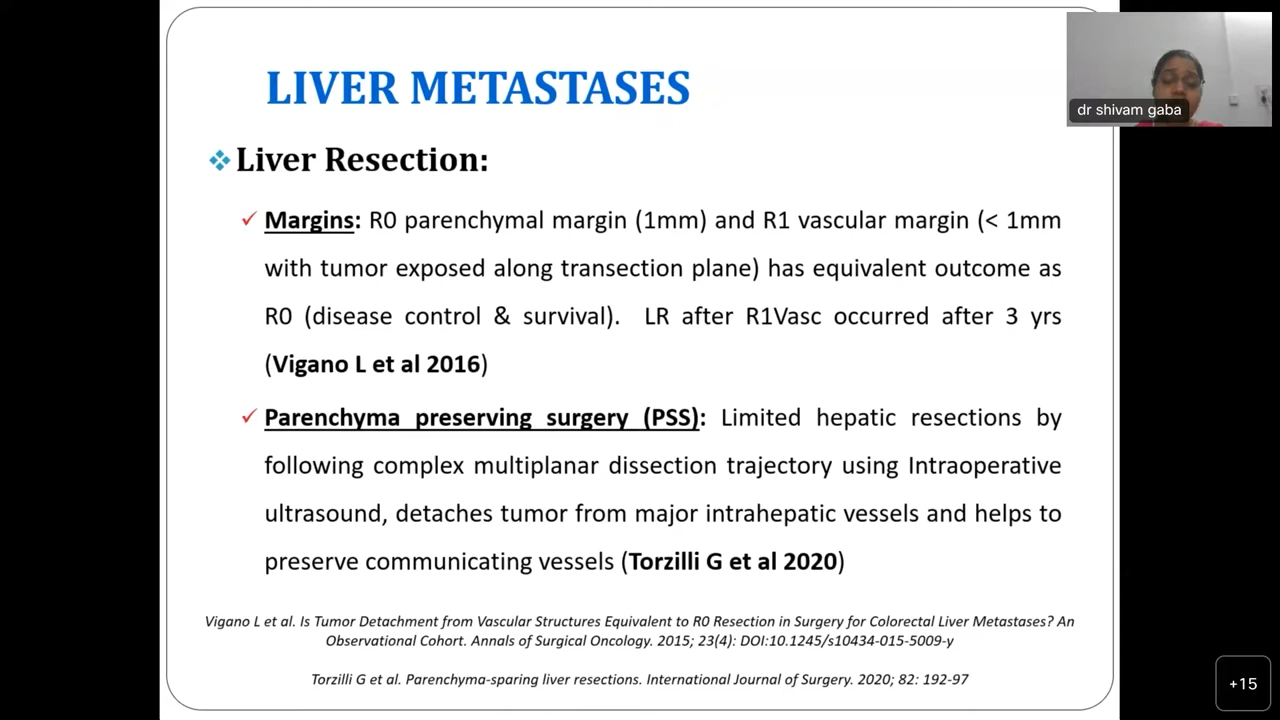 LIVER METASTASES
dr shivam gaba
Liver Resection:
Margins: R0 parenchymal margin (1mm) and R1 vascular margin (< 1mm
with tumor exposed along transection plane) has equivalent outcome as
R0 (disease control & survival). LR after R1Vasc occurred after 3 yrs
(Vigano L et al 2016)
Parenchyma preserving surgery (PSS): Limited hepatic resections by
following complex multiplanar dissection trajectory using Intraoperative
ultrasound, detaches tumor from major intrahepatic vessels and helps to
preserve communicating vessels (Torzilli G et al 2020)
Vigano L et al. Is Tumor Detachment from Vascular Structures Equivalent to R0 Resection in Surgery for Colorectal Liver Metastases? An
Observational Cohort. Annals of Surgical Oncology. 2015; 23(4): DOI:10.1245/s10434-015-5009-y
Torzilli G et al. Parenchyma-sparing liver resections. International Journal of Surgery. 2020; 82: 192-97
+15